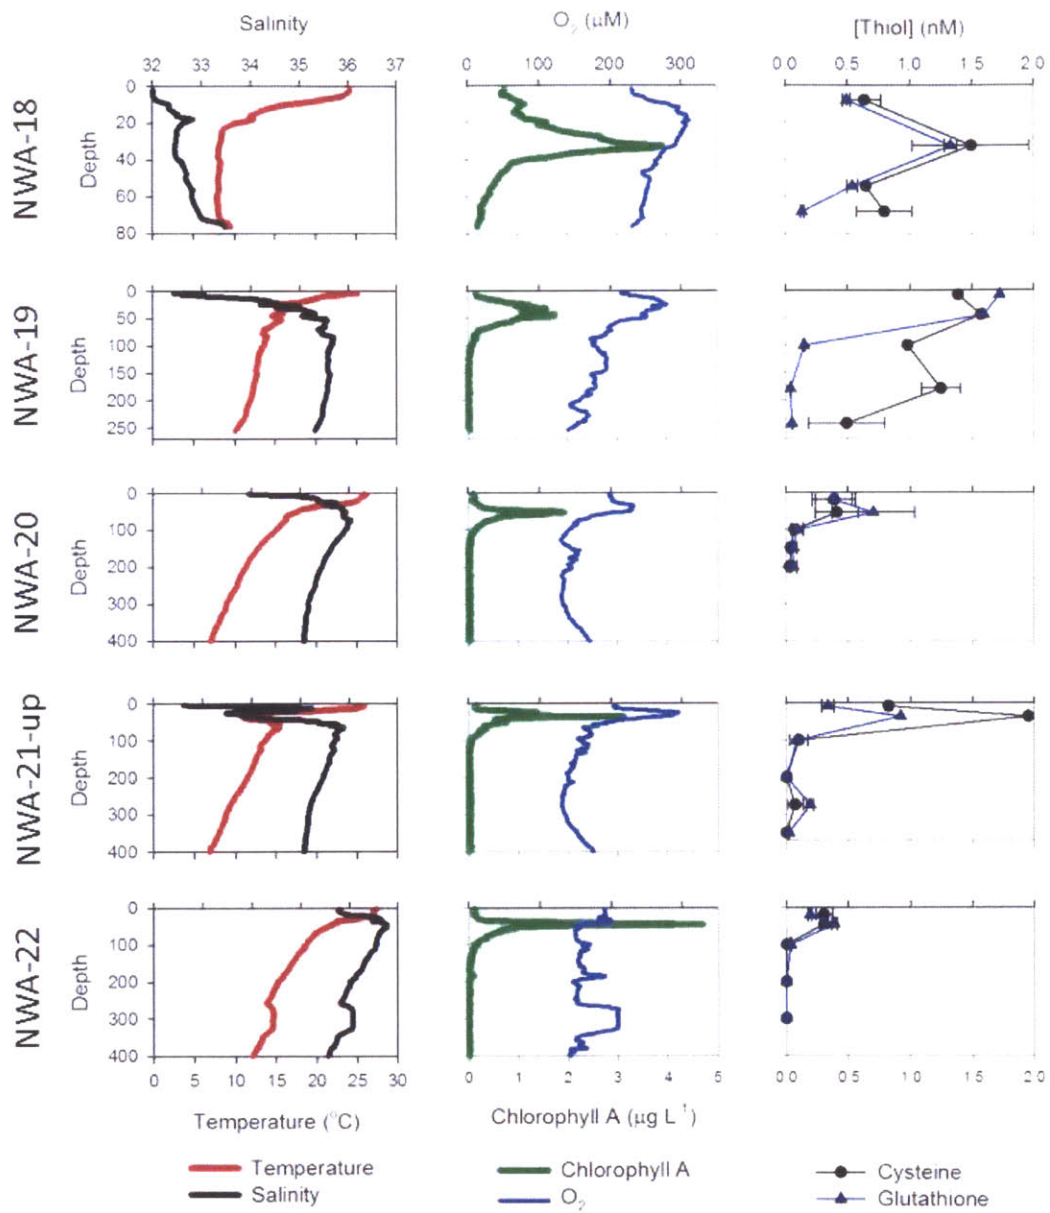 Salinity
O₂ (µM)
[Thiol] (nM)
32 33 34 35 36 37
0 100 200 300
0.0 0.5 1.0 1.5 2.0
NWA-18
Depth
0
20
40
60
80
NWA-19
Depth
0
50
100
150
200
250
NWA-20
Depth
0
100
200
300
400
NWA-21-up
Depth
0
100
200
300
400
NWA-22
Depth
0
100
200
300
400
0 5 10 15 20 25 30
0 1 2 3 4 5
0.0 0.5 1.0 1.5 2.0
Temperature (°C)
Chlorophyll A (µg L⁻¹)
Temperature
Salinity
Chlorophyll A
O₂
Cysteine
Glutathione